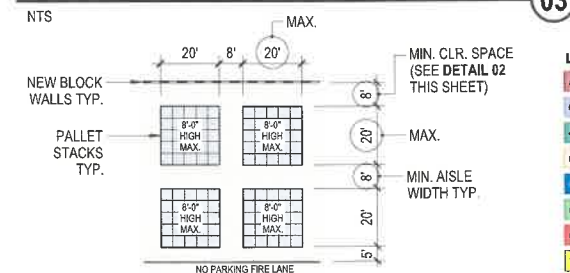 03
NTS
MAX.
20' 8' 20'
MIN. CLR. SPACE
(SEE DETAIL 02
THIS SHEET)
NEW BLOCK
WALLS TYP.
8'
PALLET
STACKS
TYP.
8'-0"
HIGH
MAX.
8'-0"
HIGH
MAX.
20'
MAX.
8'
MIN. AISLE
WIDTH TYP.
8'-0"
HIGH
MAX.
8'-0"
HIGH
MAX.
20'
5'
NO PARKING FIRE LANE